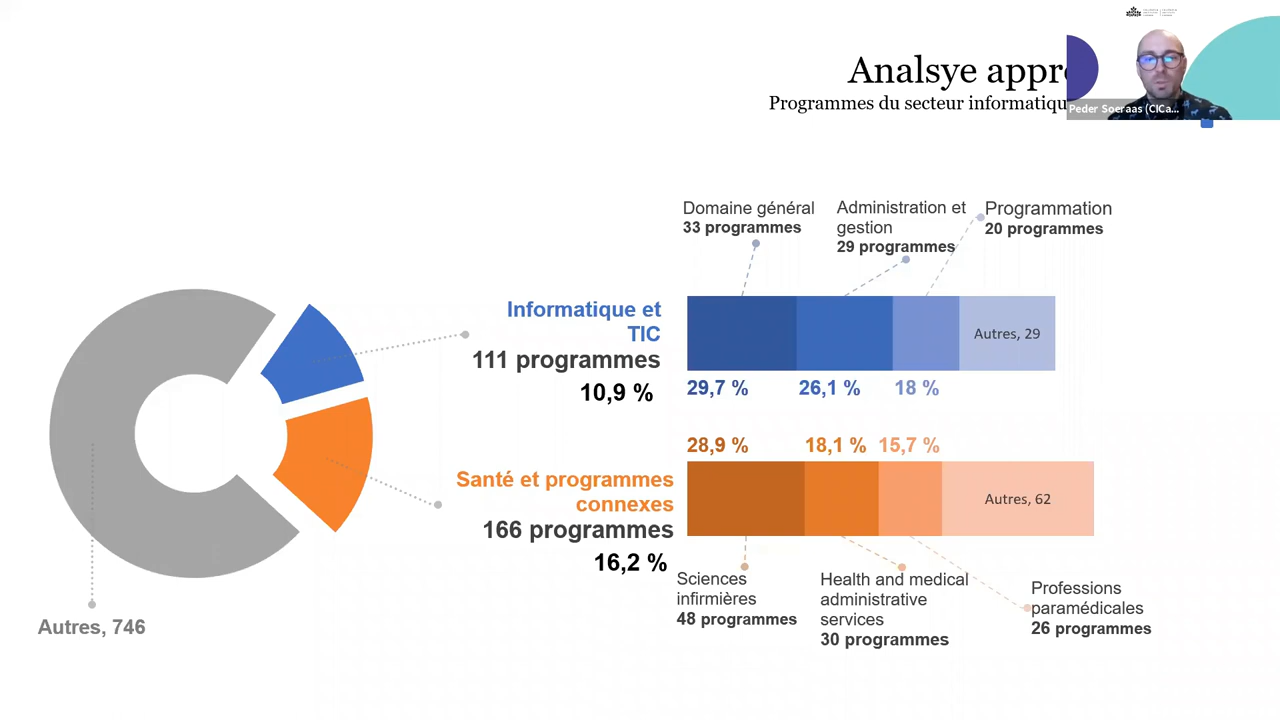 Analsye appr
Programmes du secteur informatiqu
Peder Soeraas (CICa...
Domaine général
33 programmes
Administration et
gestion
29 programmes
Programmation
20 programmes
Informatique et
TIC
111 programmes
10,9 %
Autres, 29
29,7 %
26,1 %
18 %
28,9 %
18,1 %
15,7 %
Santé et programmes
connexes
166 programmes
16,2 %
Autres, 62
Sciences
infirmières
48 programmes
Health and medical
administrative
services
30 programmes
Professions
paramédicales
26 programmes
Autres, 746